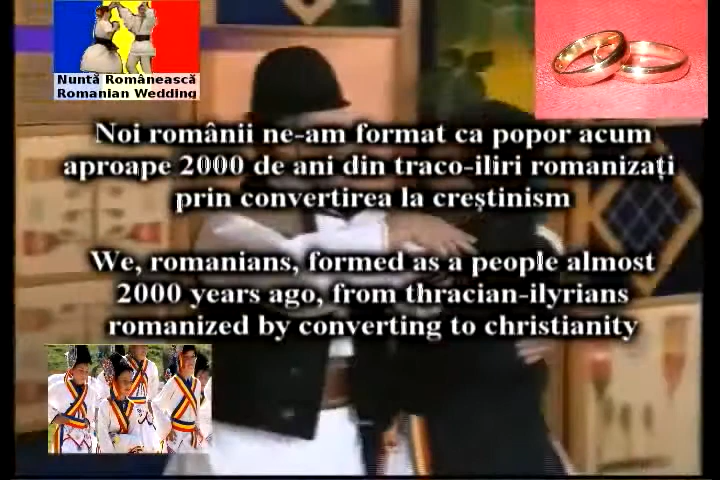 Nuntă Românească
Romanian Wedding
Noi românii ne-am format ca popor acum
aproape 2000 de ani din traco-iliri romanizați
prin convertirea la creștinism
We, romanians, formed as a people almost
2000 years ago, from thracian-ilyrians
romanized by converting to christianity